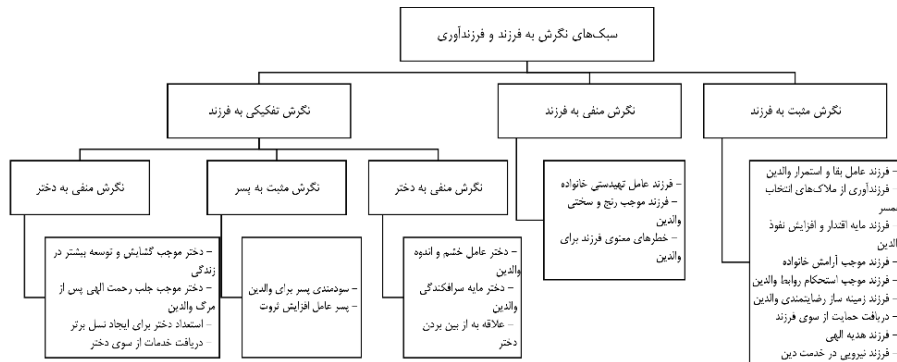 سبک‌های نگرش به فرزند و فرزندآوری
نگرش مثبت به فرزند
نگرش منفی به فرزند
نگرش تفکیکی به فرزند
– فرزند عامل بقا و استمرار والدین
– فرزندآوری از ملاک‌های انتخاب
همسر
– فرزند مایه اقتدار و افزایش نفوذ
والدین
– فرزند موجب آرامش خانواده
– فرزند موجب استحکام روابط والدین
– فرزند زمینه ساز رضایتمندی والدین
– دریافت حمایت از سوی فرزند
– فرزند هدیه الهی
– فرزند نیرویی در خدمت دین
– فرزند عامل تهیدستی خانواده
– فرزند موجب رنج و سختی
والدین
– خطرهای معنوی فرزند برای
والدین
نگرش منفی به دختر
نگرش مثبت به پسر
نگرش منفی به دختر
– دختر عامل خشم و اندوه
والدین
– دختر مایه سرافکندگی
والدین
– علاقه به از بین بردن
دختر
– سودمندی پسر برای والدین
– پسر عامل افزایش ثروت
– دختر موجب گشایش و توسعه بیشتر در
زندگی
– دختر موجب جلب رحمت الهی پس از
مرگ والدین
– استعداد دختر برای ایجاد نسل برتر
– دریافت خدمات از سوی دختر